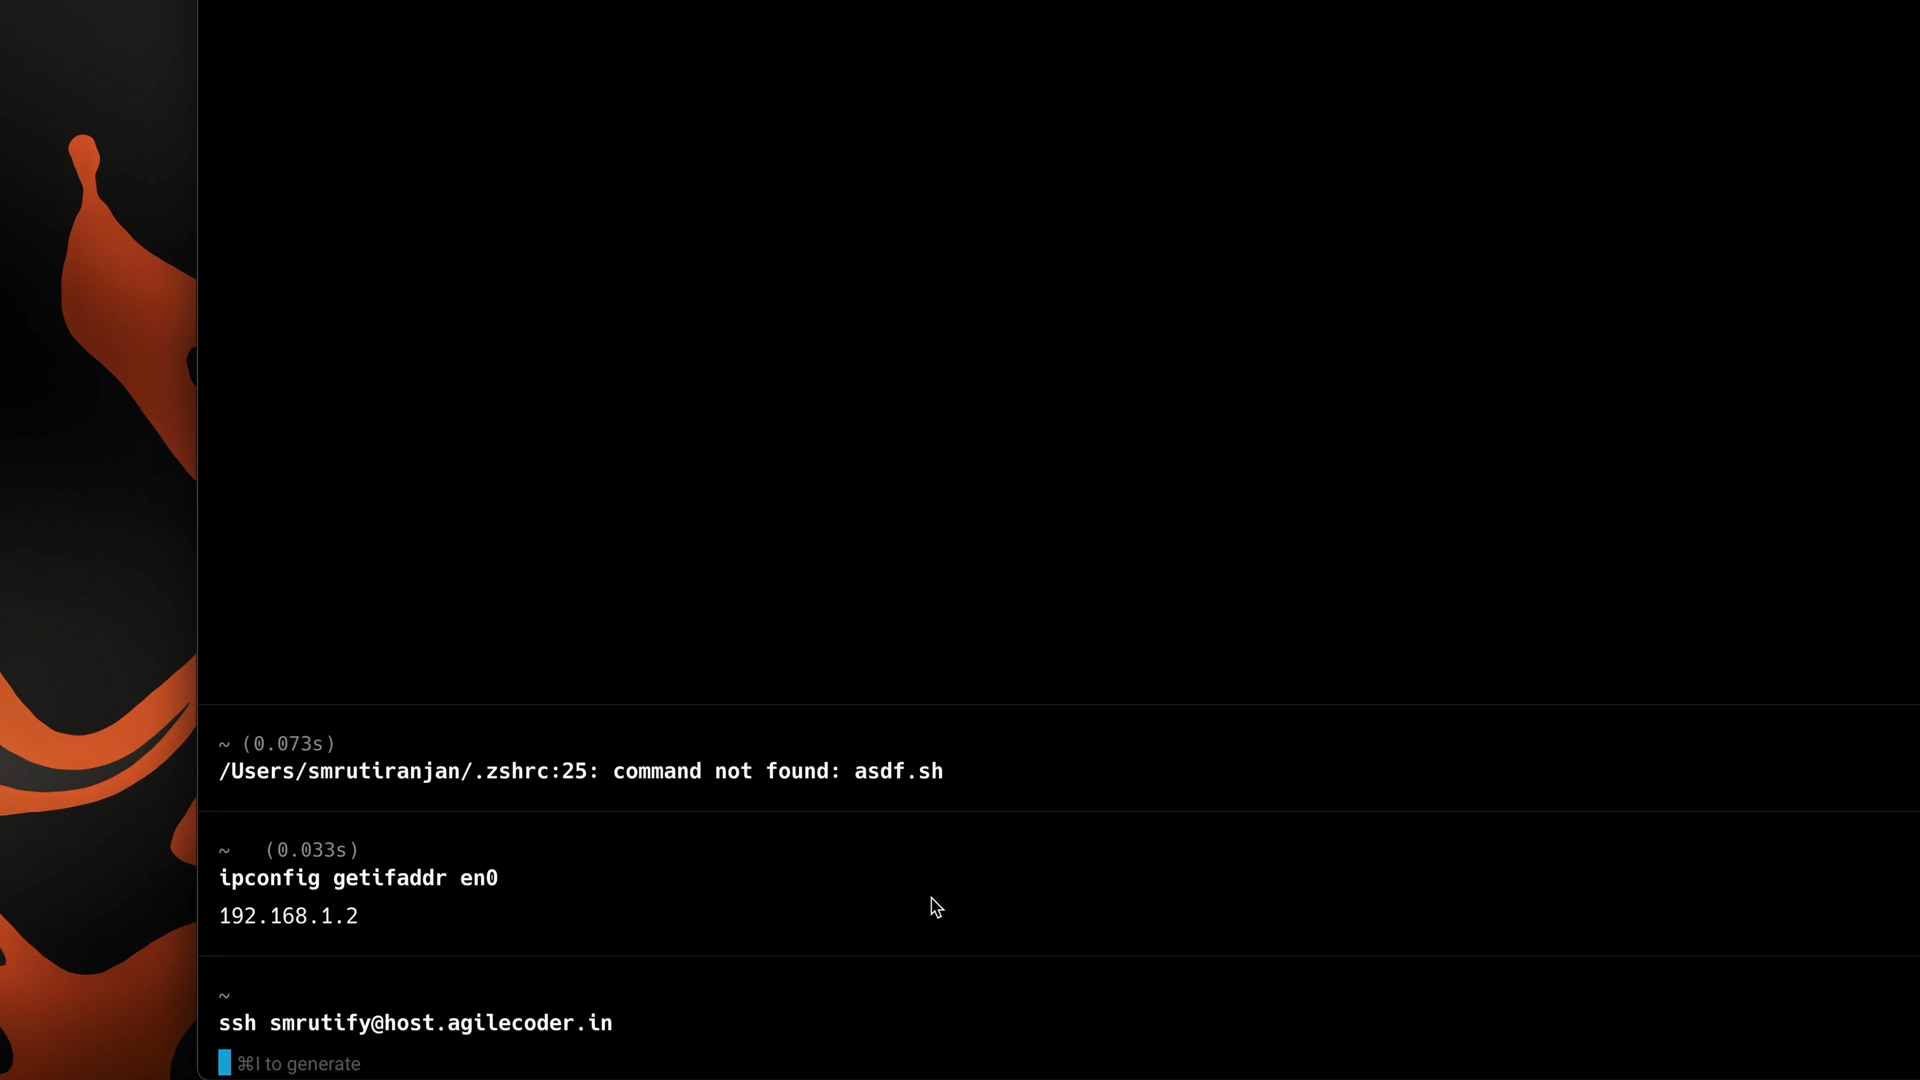 ~ (0.073s)
/Users/smrutiranjan/.zshrc:25: command not found: asdf.sh
~ (0.033s)
ipconfig getifaddr en0
192.168.1.2
~
ssh smrutify@host.agilecoder.in
⌘I to generate